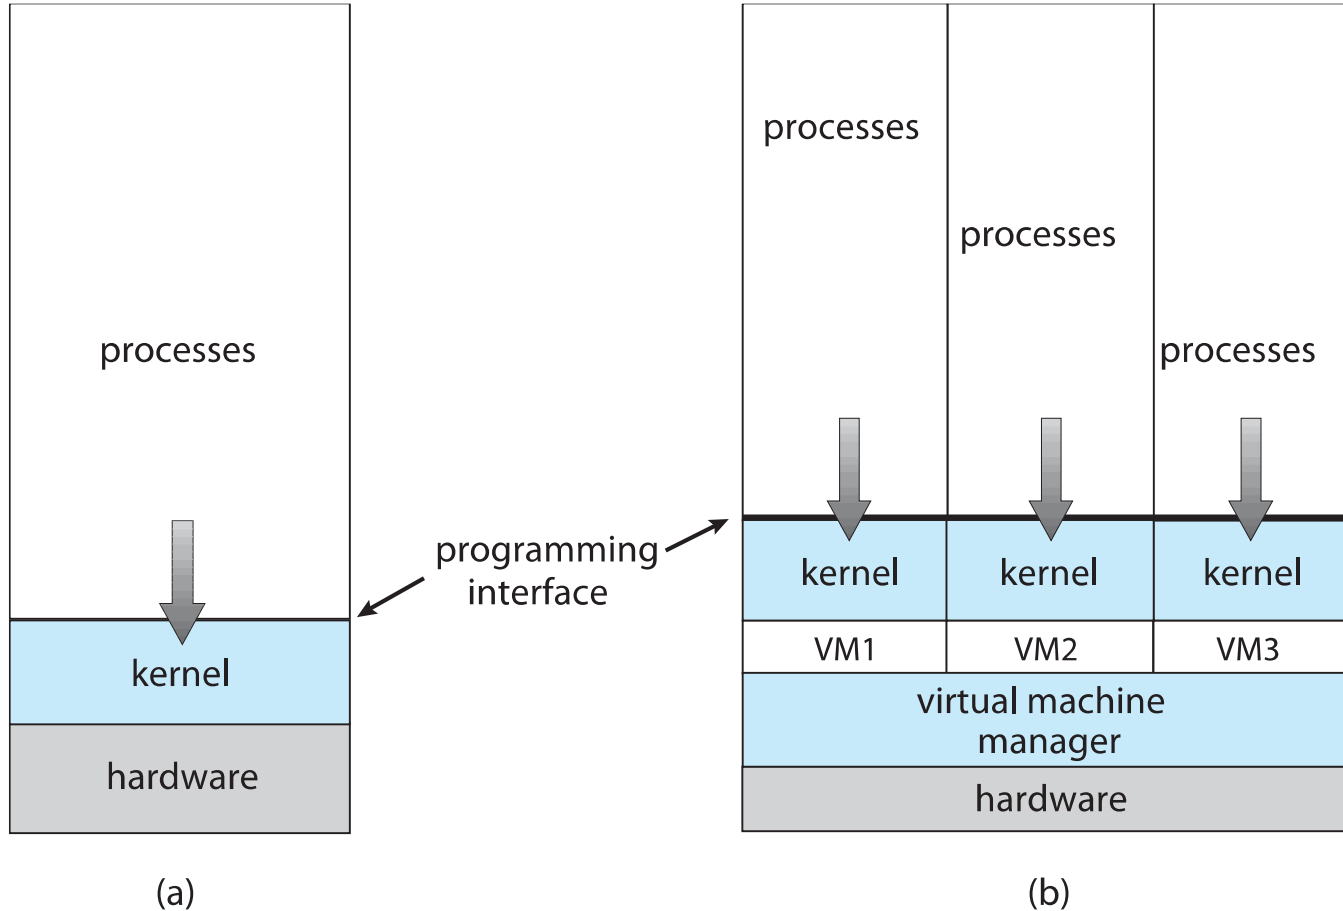 processes
kernel
hardware
(a)
programming
interface
processes
processes
processes
kernel
kernel
kernel
VM1
VM2
VM3
virtual machine
manager
hardware
(b)